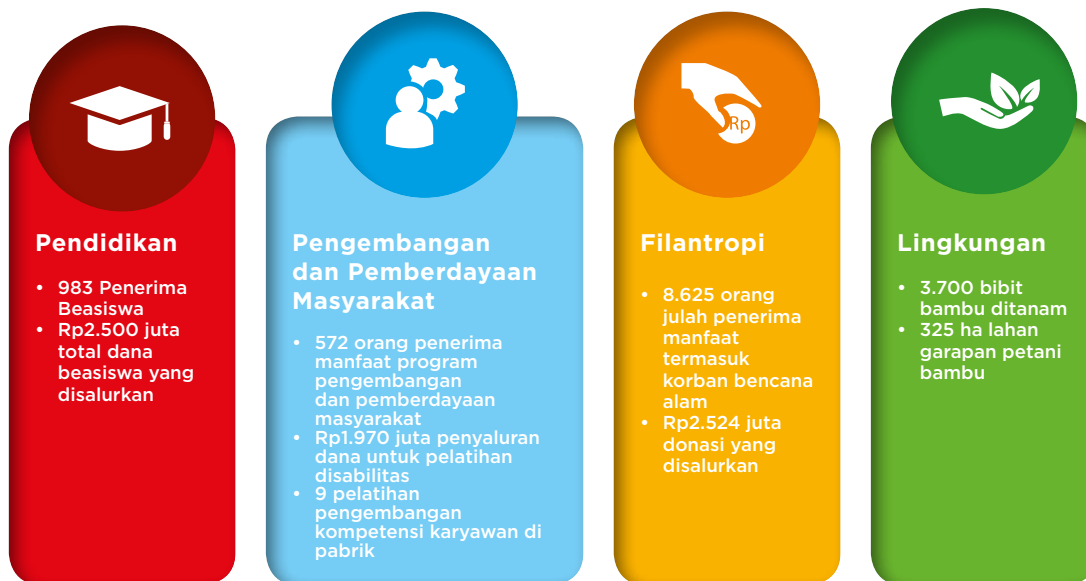 Rp
Pendidikan
• 983 Penerima
Beasiswa
• Rp2.500 juta
total dana
beasiswa yang
disalurkan
Pengembangan
dan Pemberdayaan
Masyarakat
• 572 orang penerima
manfaat program
pengembangan
dan pemberdayaan
masyarakat
• Rp1.970 juta penyaluran
dana untuk pelatihan
disabilitas
• 9 pelatihan
pengembangan
kompetensi karyawan di
pabrik
Filantropi
• 8.625 orang
julah penerima
manfaat
termasuk
korban bencana
alam
• Rp2.524 juta
donasi yang
disalurkan
Lingkungan
• 3.700 bibit
bambu ditanam
• 325 ha lahan
garapan petani
bambu